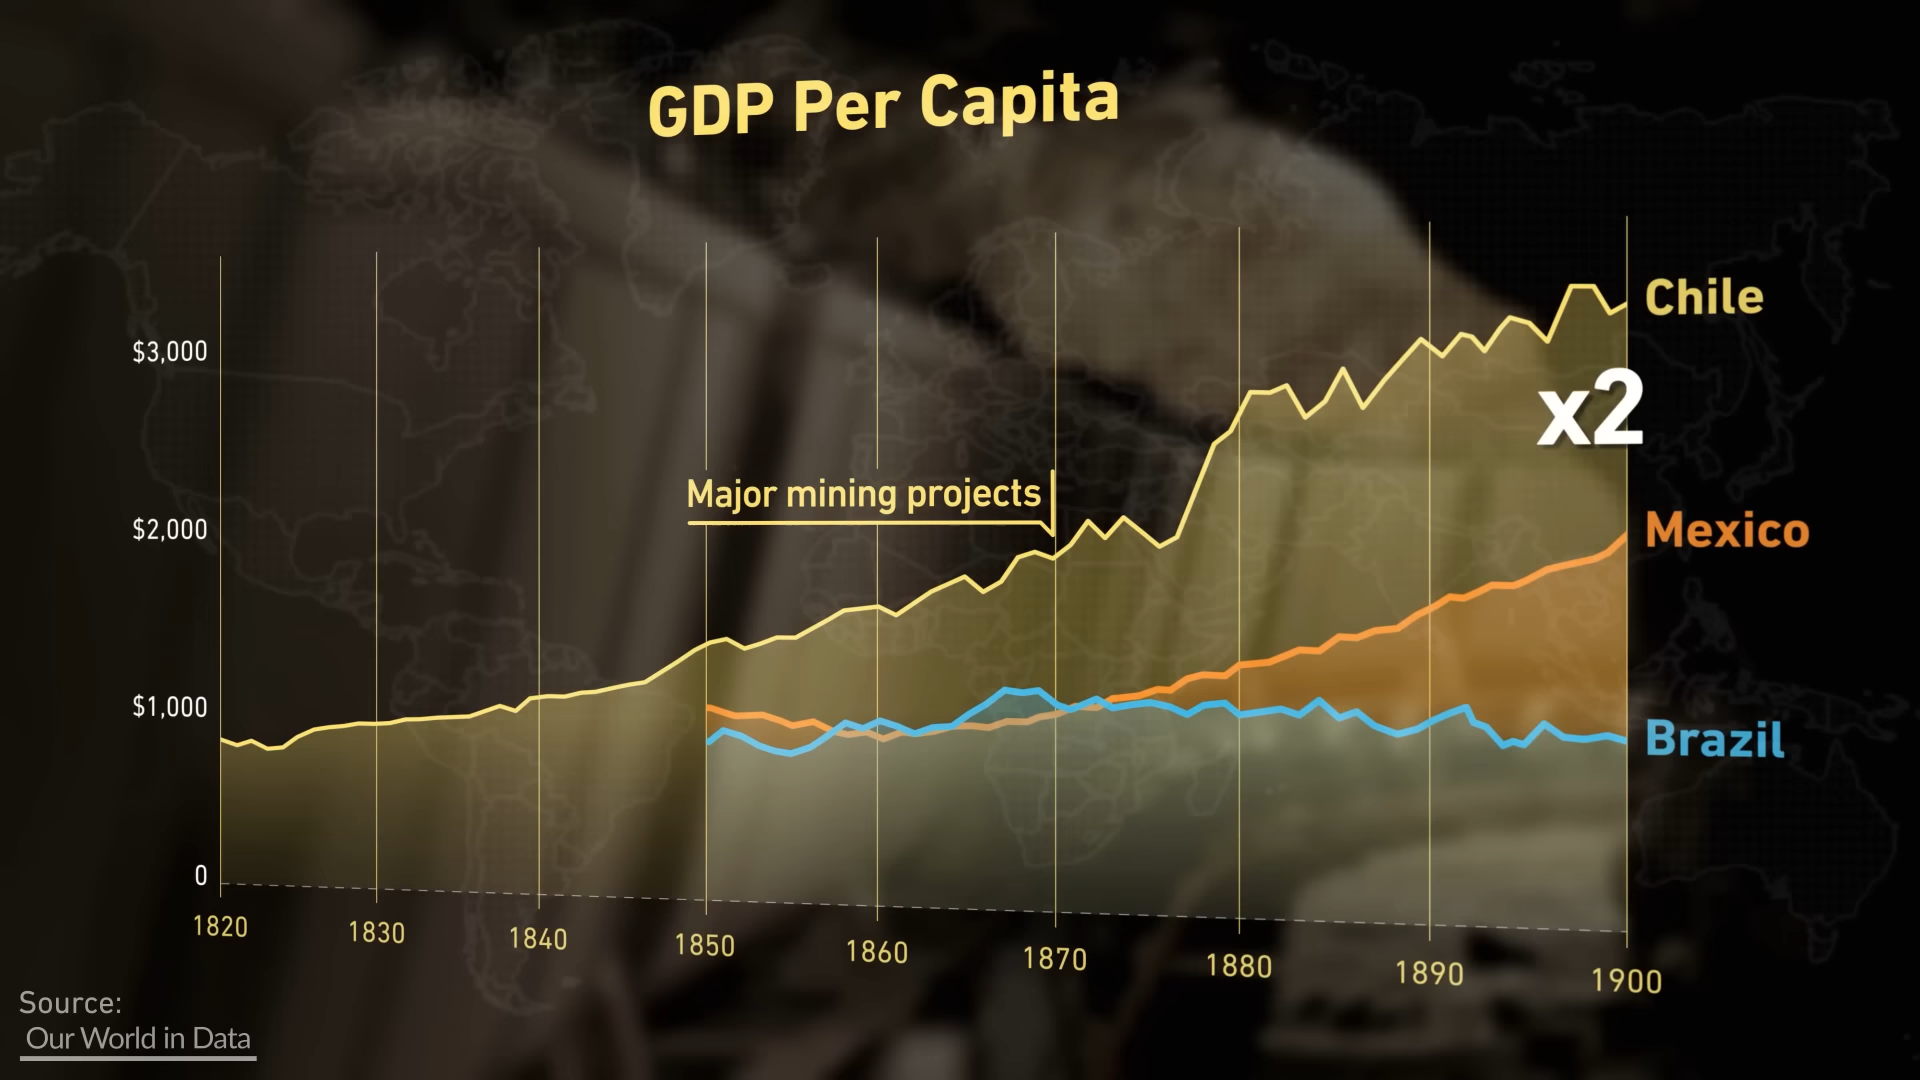 GDP Per Capita
Chile
$3,000
x2
Major mining projects
$2,000
Mexico
$1,000
Brazil
0
1820
1830
1840
1850
1860
1870
1880
1890
1900
Source:
Our World in Data